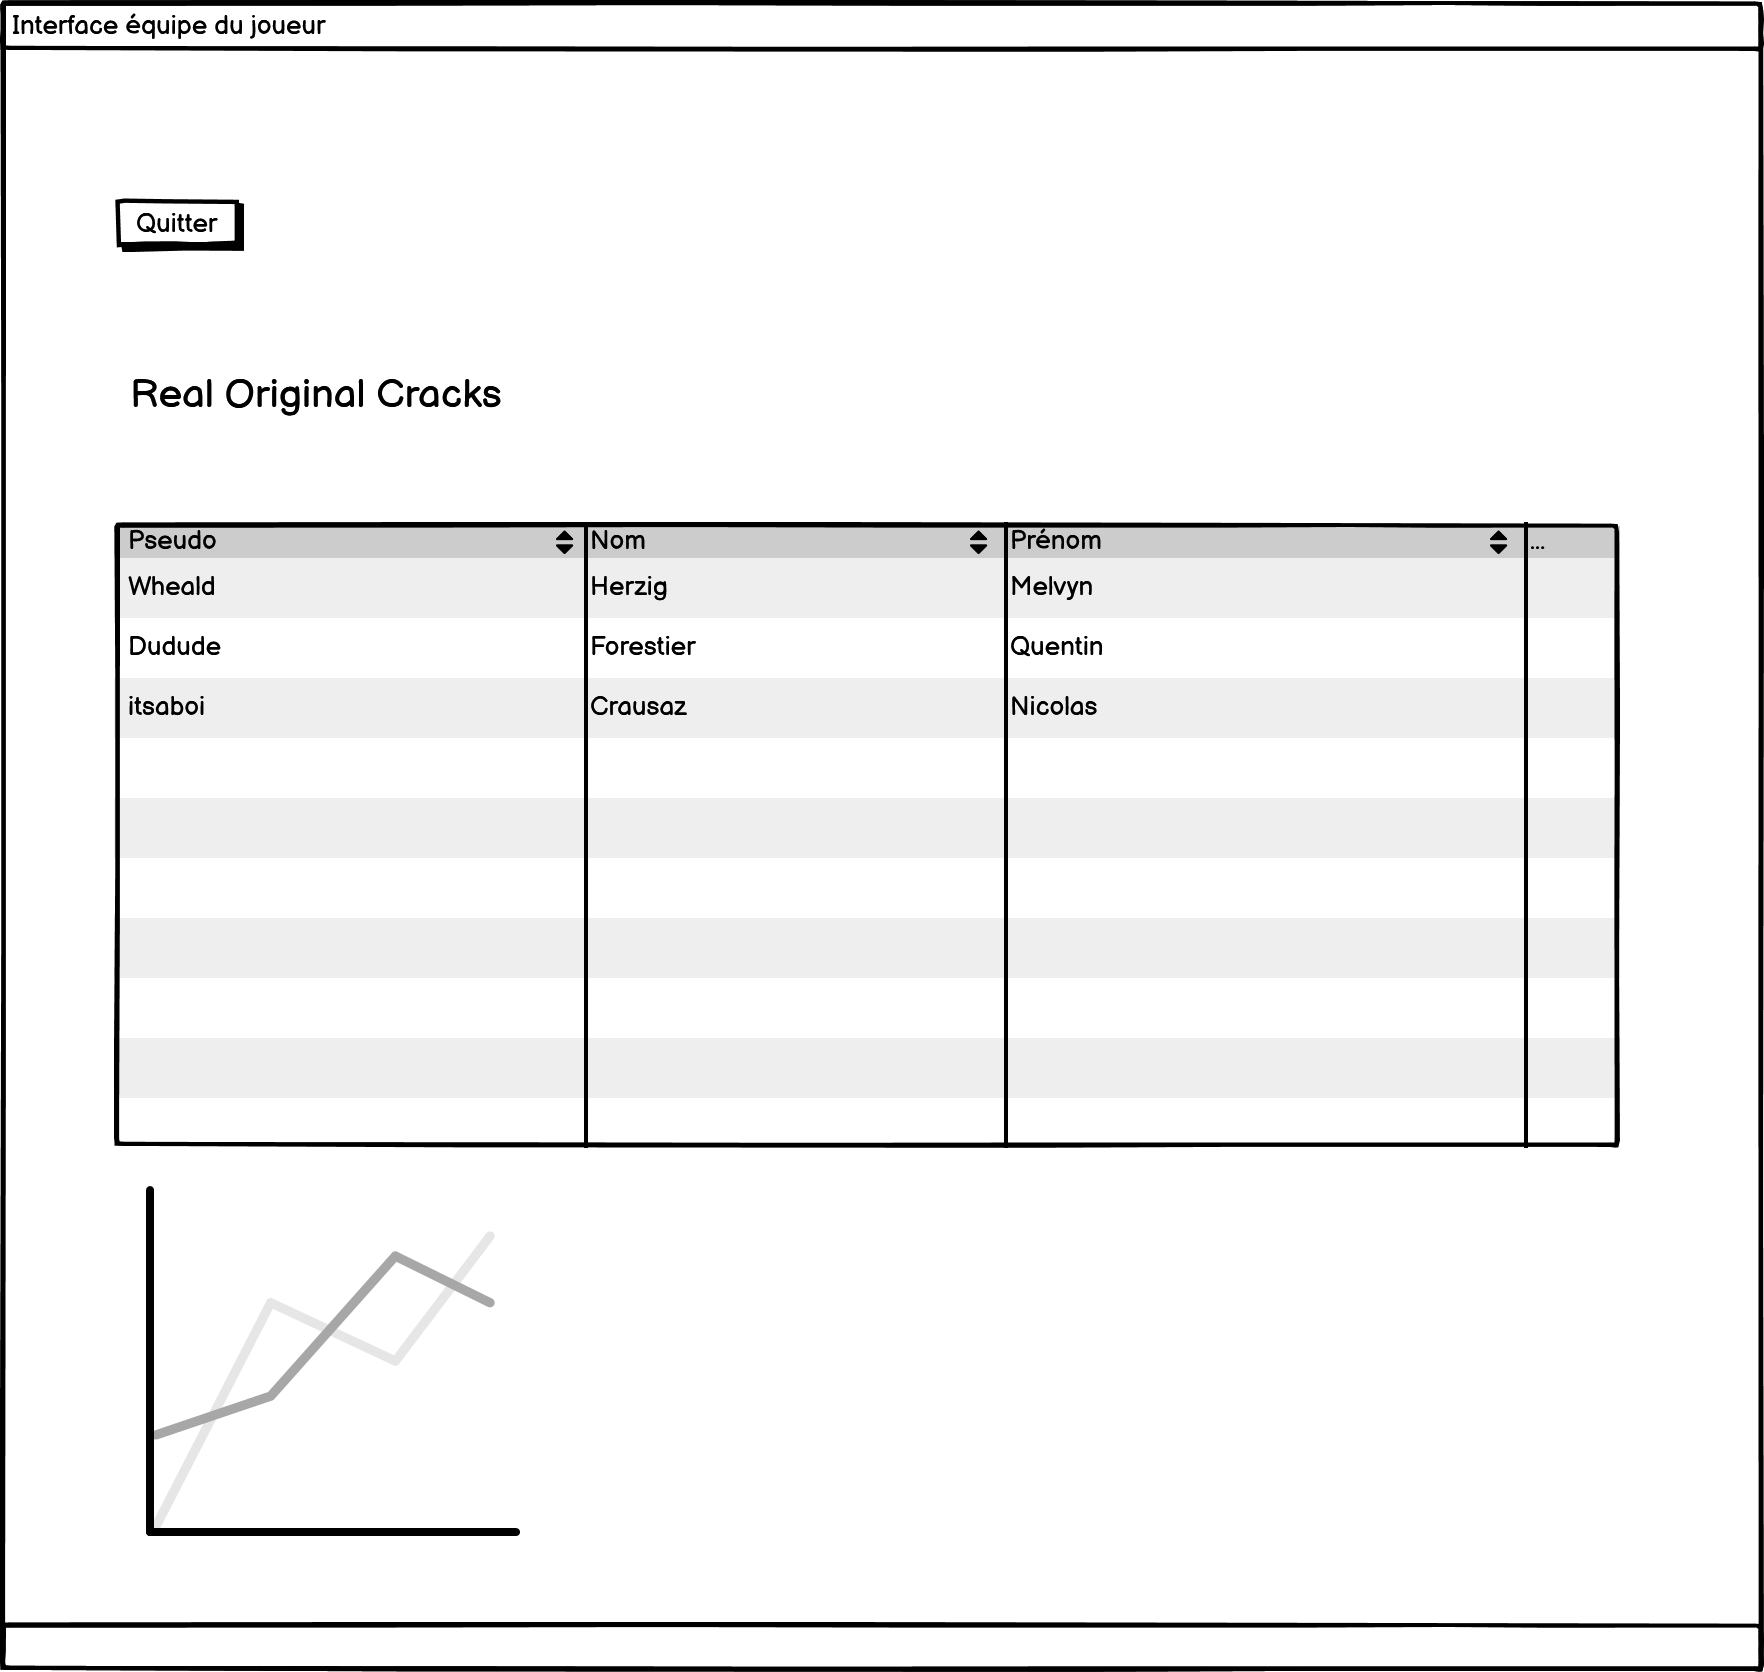 Interface équipe du joueur
Quitter
Real Original Cracks
Pseudo Nom Prénom ...
Wheald Herzig Melvyn
Dudude Forestier Quentin
itsaboi Crausaz Nicolas